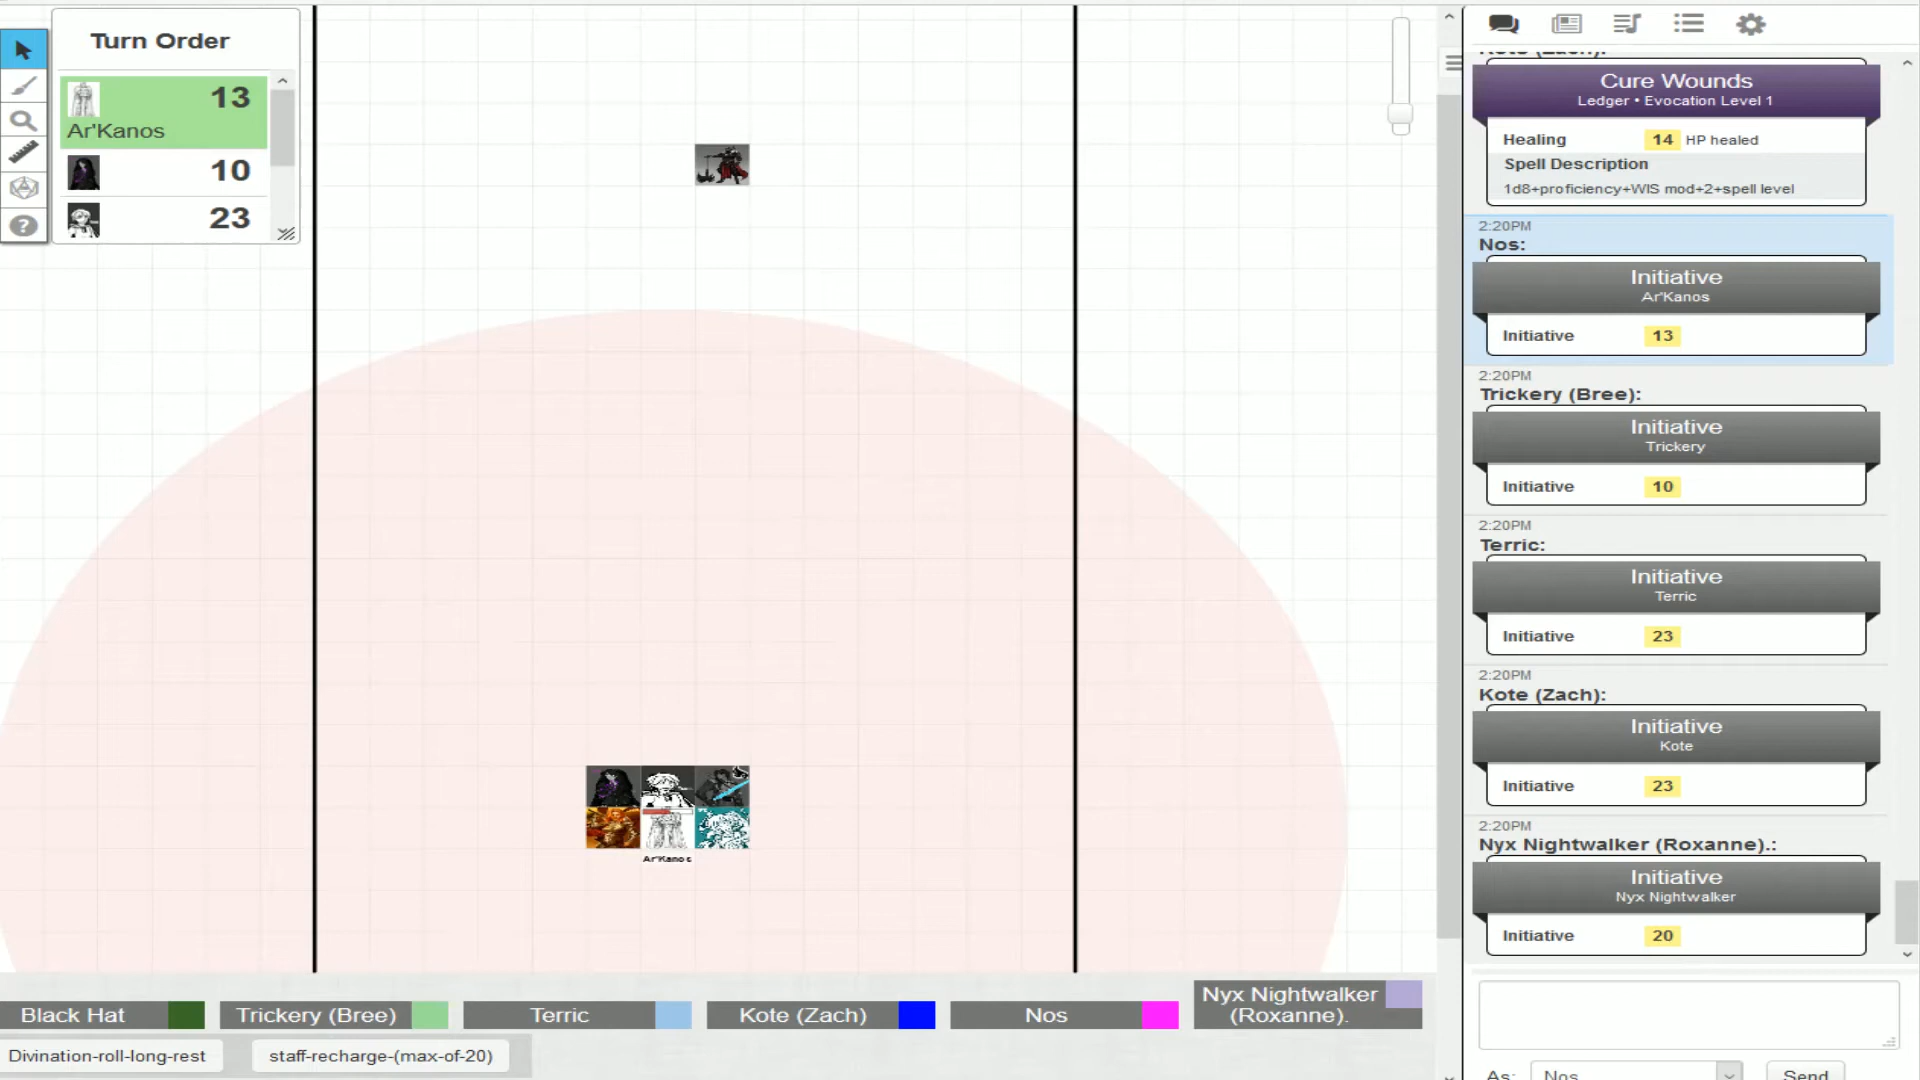 Turn Order
13
Ar'Kanos
10
23
Ar'Kanos
Cure Wounds
Ledger • Evocation Level 1
Healing 14 HP healed
Spell Description
1d8+proficiency+WIS mod+2+spell level
2:20PM
Nos:
Initiative
Ar'Kanos
Initiative 13
2:20PM
Trickery (Bree):
Initiative
Trickery
Initiative 10
2:20PM
Terric:
Initiative
Terric
Initiative 23
2:20PM
Kote (Zach):
Initiative
Kote
Initiative 23
2:20PM
Nyx Nightwalker (Roxanne).:
Initiative
Nyx Nightwalker
Initiative 20
Black Hat
Trickery (Bree)
Terric
Kote (Zach)
Nos
Nyx Nightwalker
(Roxanne).
Divination-roll-long-rest
staff-recharge-(max-of-20)
As: Nos Send